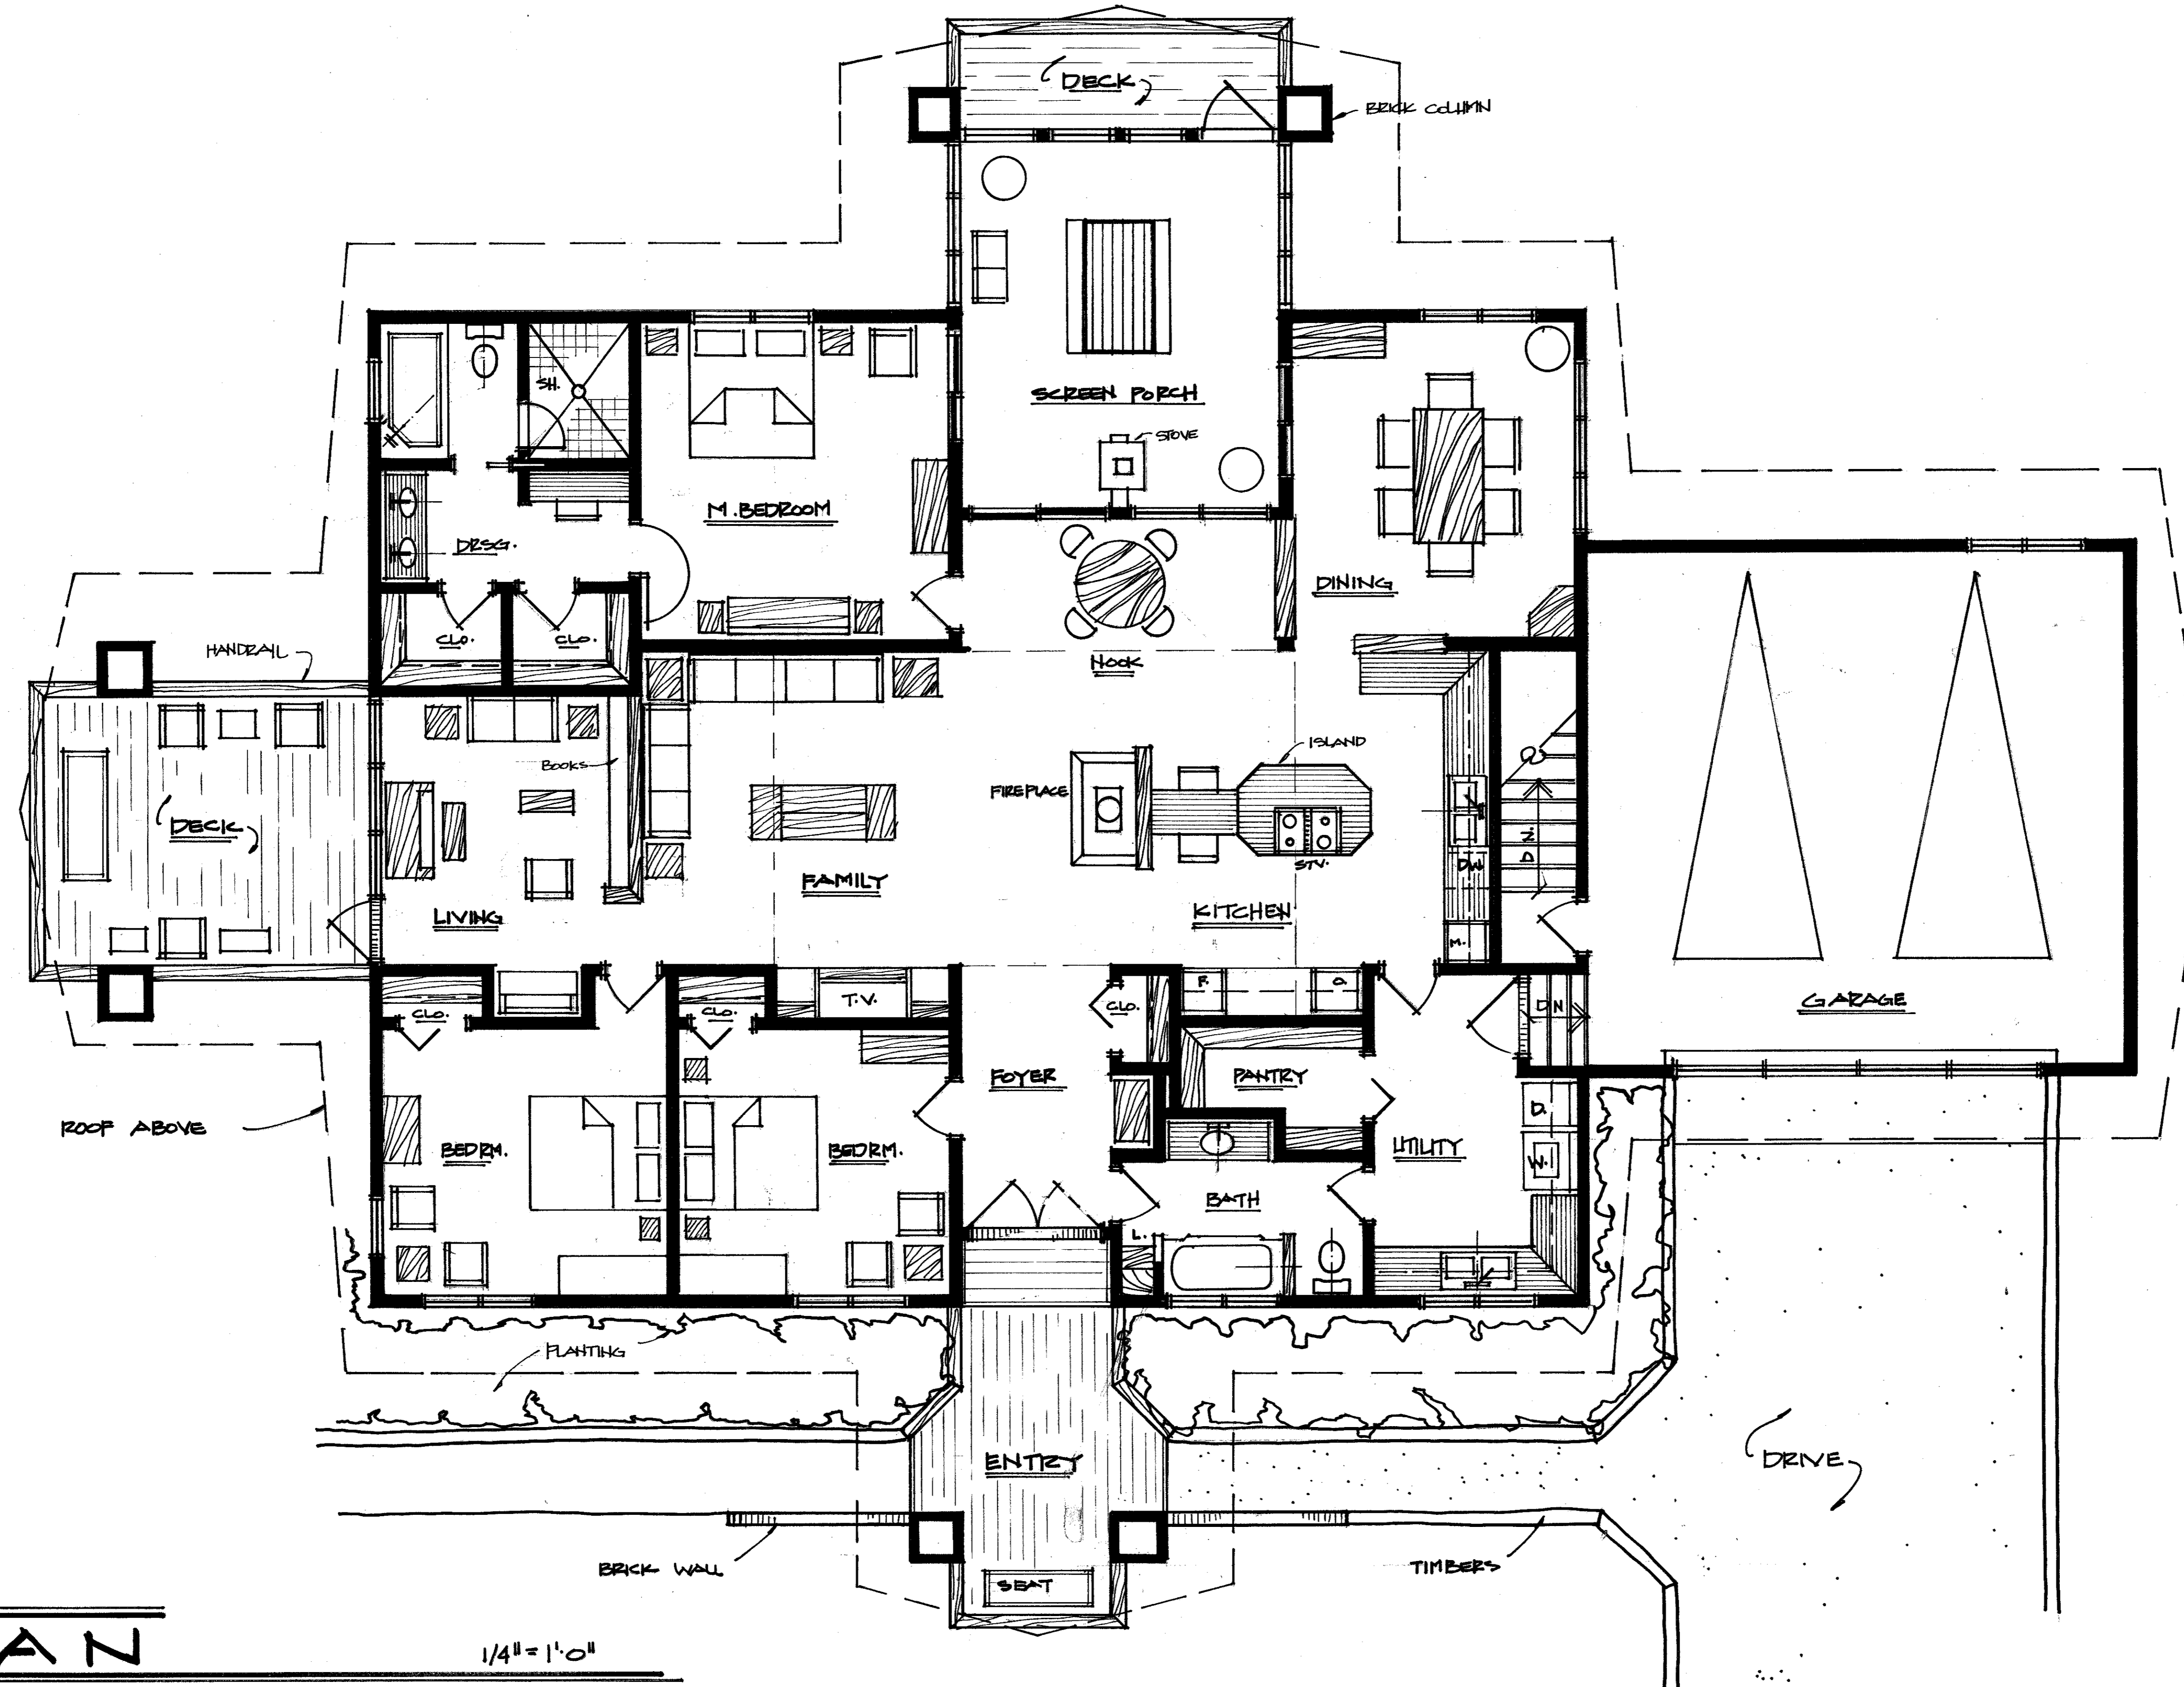 DECK
BRICK COLUMN
SH.
SCREEN PORCH
STOVE
M. BEDROOM
DRSG.
DINING
CLO.
CLO.
HANDRAIL
NOOK
ISLAND
BOOKS
FIREPLACE
DECK
DN.
DW
STV.
FAMILY
LIVING
KITCHEN
M.
F.
O.
T.V.
CLO.
CLO.
CLO.
DN
GARAGE
FOYER
PANTRY
D.
ROOF ABOVE
BEDRM.
BEDRM.
UTILITY
W.
BATH
L.
PLANTING
ENTRY
DRIVE
BRICK WALL
TIMBERS
SEAT
AN
1/4" = 1'-0"